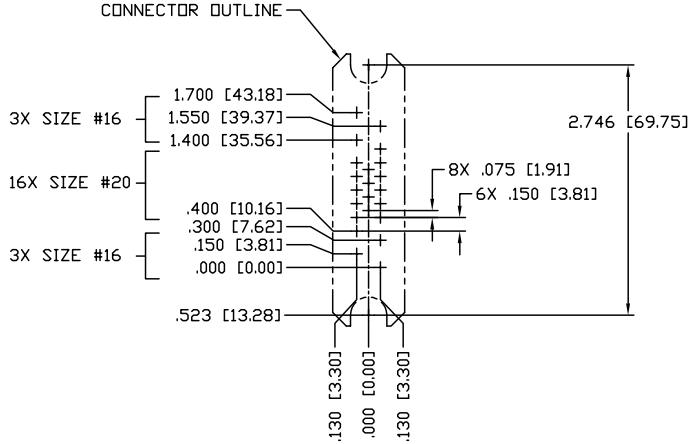 CONNECTOR OUTLINE
1.700 [43.18]
3X SIZE #16
1.550 [39.37]
2.746 [69.75]
1.400 [35.56]
8X .075 [1.91]
16X SIZE #20
6X .150 [3.81]
.400 [10.16]
.300 [7.62]
.150 [3.81]
3X SIZE #16
.000 [0.00]
.523 [13.28]
.130 [3.30]
.000 [0.00]
.130 [3.30]